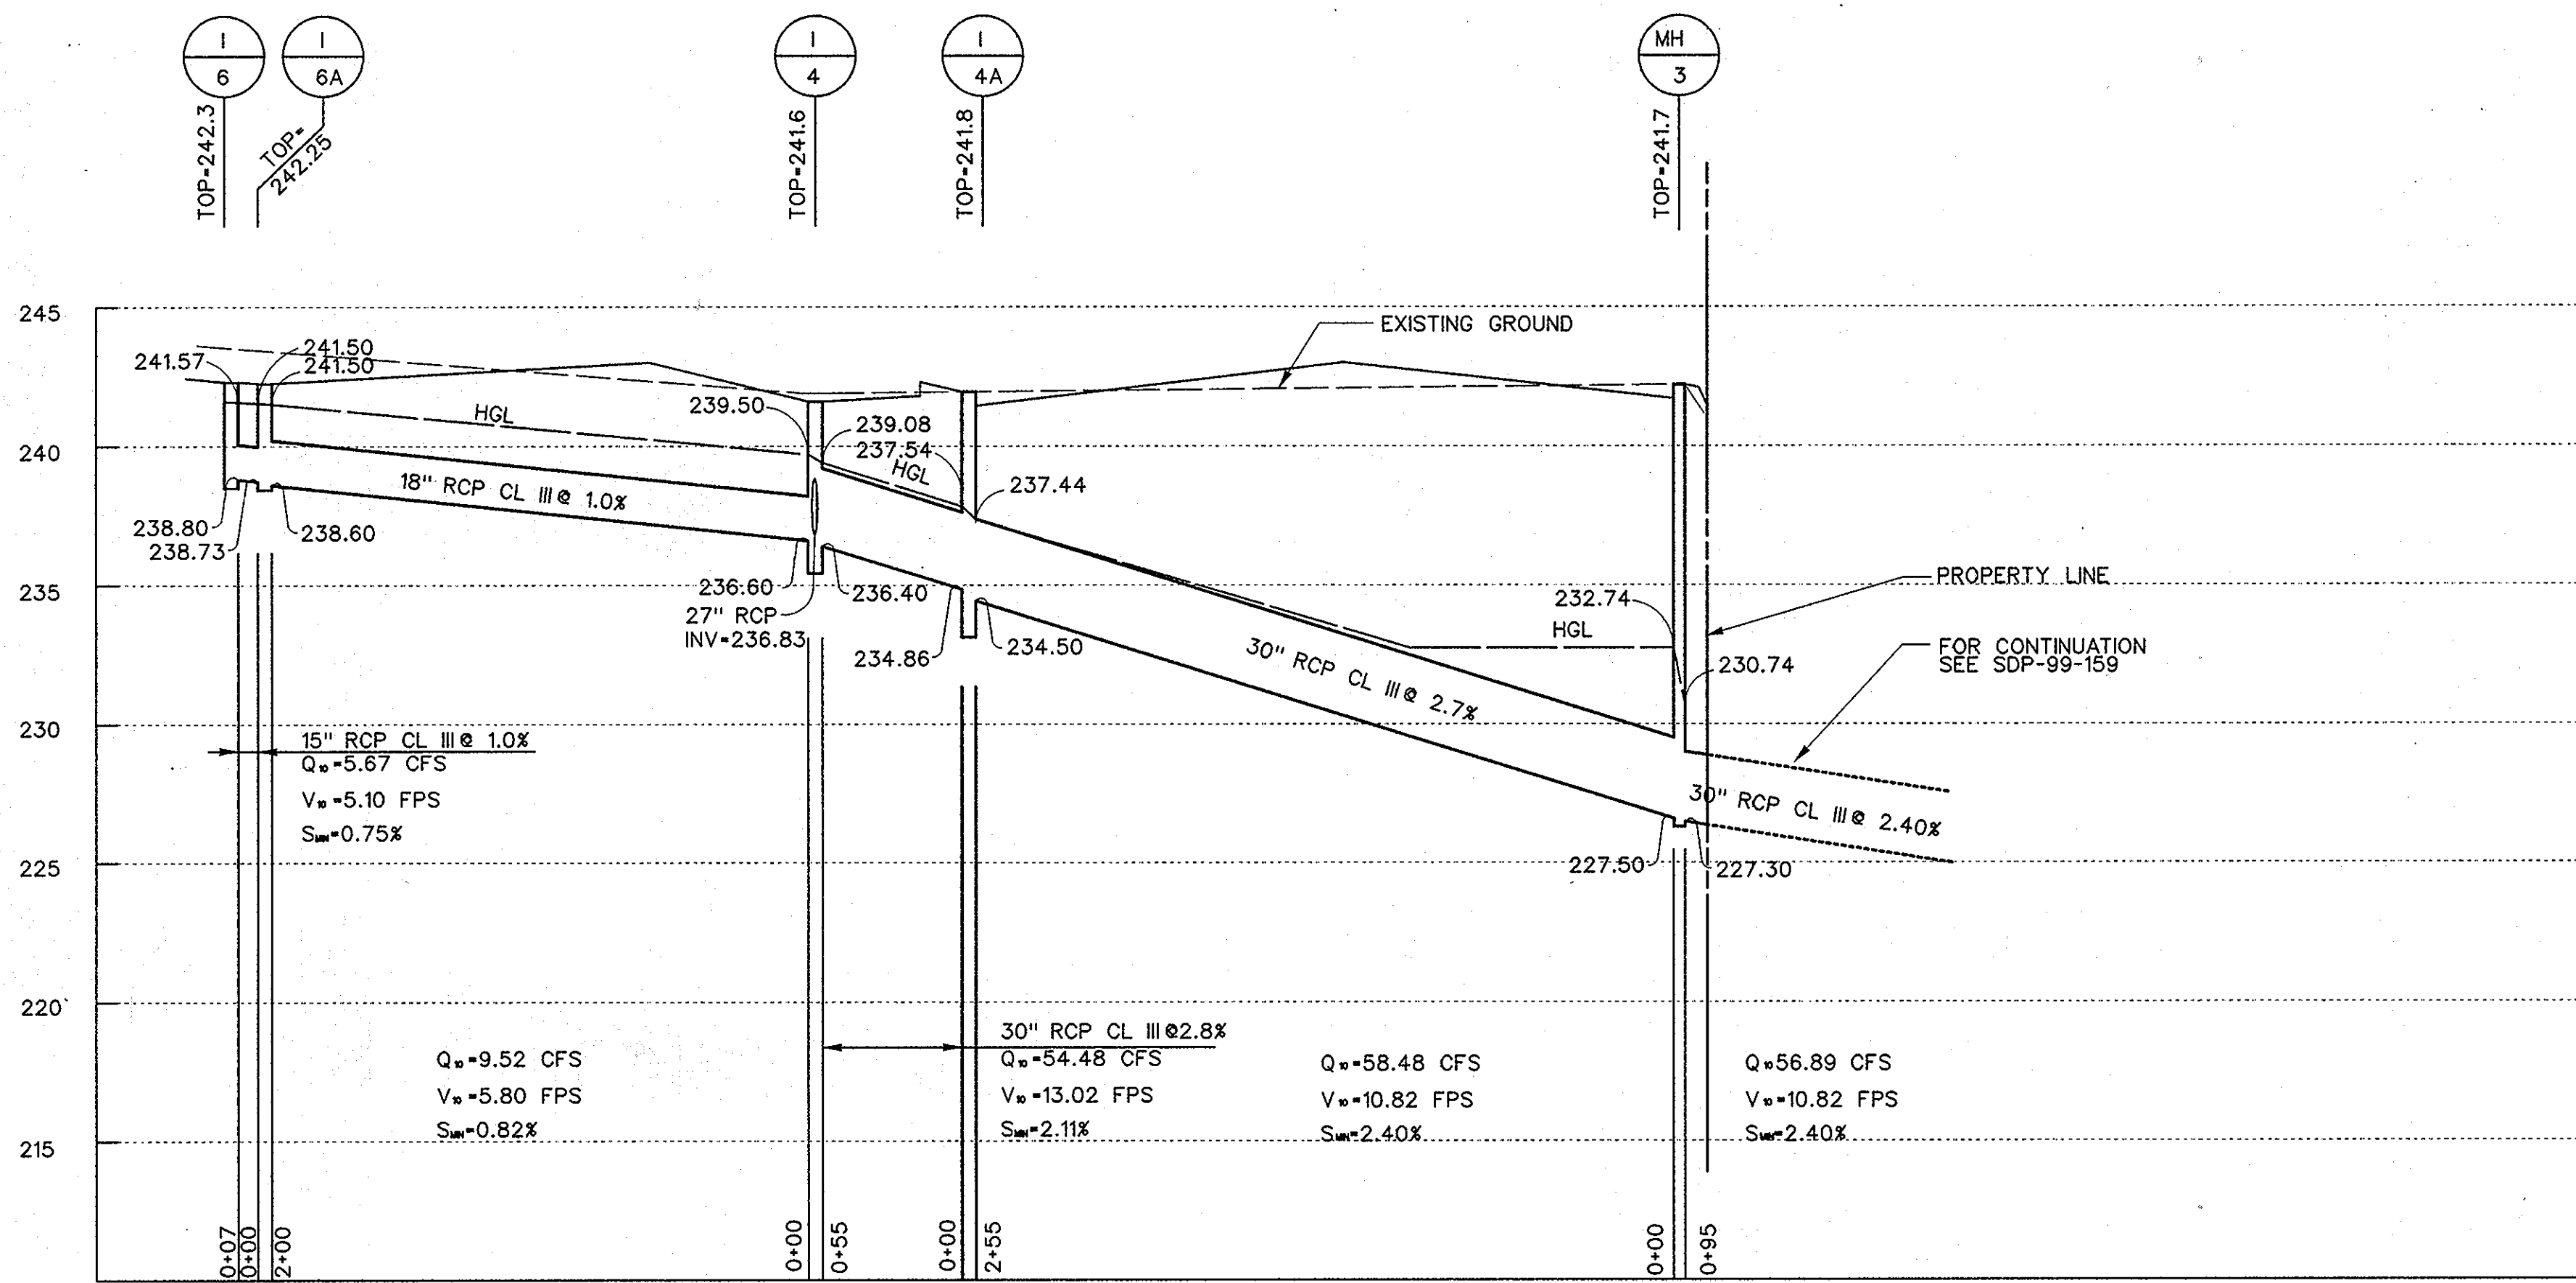 I
6
I
6A
I
4
I
4A
MH
3
TOP=242.3
TOP=
242.25
TOP=241.6
TOP=241.8
TOP=241.7
245
240
235
230
225
220
215
EXISTING GROUND
241.57
241.50
241.50
HGL
239.50
239.08
237.54
HGL
237.44
18" RCP CL III @ 1.0%
238.80
238.73
238.60
236.60
27" RCP
INV=236.83
236.40
234.86
234.50
30" RCP CL III @ 2.7%
232.74
HGL
230.74
PROPERTY LINE
FOR CONTINUATION
SEE SDP-99-159
30" RCP CL III @ 2.40%
227.50
227.30
15" RCP CL III @ 1.0%
Q10=5.67 CFS
V10=5.10 FPS
SMIN=0.75%
Q10=9.52 CFS
V10=5.80 FPS
SMIN=0.82%
30" RCP CL III @2.8%
Q10=54.48 CFS
V10=13.02 FPS
SMIN=2.11%
Q10=58.48 CFS
V10=10.82 FPS
SMIN=2.40%
Q10 56.89 CFS
V10=10.82 FPS
SMIN=2.40%
0+07
0+00
2+00
0+00
0+55
0+00
2+55
0+00
0+95